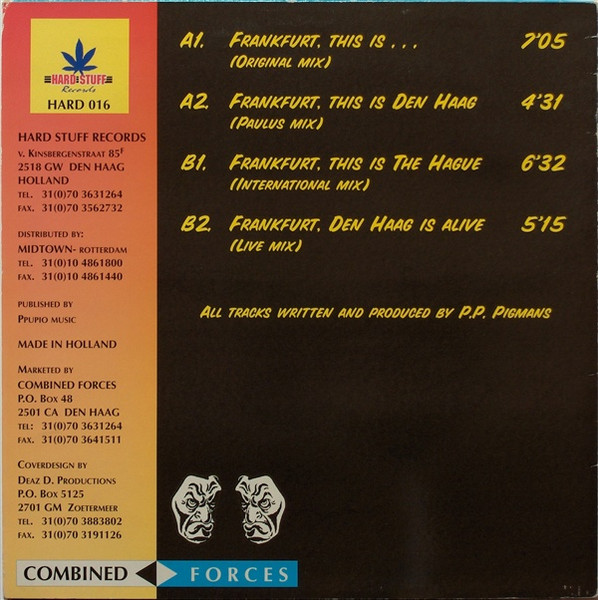 HARD STUFF
Records
HARD 016
HARD STUFF RECORDS
v. Kinsbergenstraat 85f
2518 GW DEN HAAG
HOLLAND
TEL. 31(0)70 3631264
FAX. 31(0)70 3562732
DISTRIBUTED BY:
MIDTOWN- ROTTERDAM
TEL. 31(0)10 4861800
FAX. 31(0)10 4861440
PUBLISHED BY
PPUPIO MUSIC
MADE IN HOLLAND
MARKETED BY
COMBINED FORCES
P.O. BOX 48
2501 CA DEN HAAG
TEL: 31(0)70 3631264
FAX. 31(0)70 3641511
COVERDESIGN BY
DEAZ D. PRODUCTIONS
P.O. BOX 5125
2701 GM ZOETERMEER
TEL. 31(0)70 3883802
FAX. 31(0)70 3191126
A1. FRANKFURT, THIS IS . . . 7'05
(ORIGINAL MIX)
A2. FRANKFURT, THIS IS DEN HAAG 4'31
(PAULUS MIX)
B1. FRANKFURT, THIS IS THE HAGUE 6'32
(INTERNATIONAL MIX)
B2. FRANKFURT, DEN HAAG IS ALIVE 5'15
(LIVE MIX)
ALL TRACKS WRITTEN AND PRODUCED BY P.P. PIGMANS
COMBINED FORCES